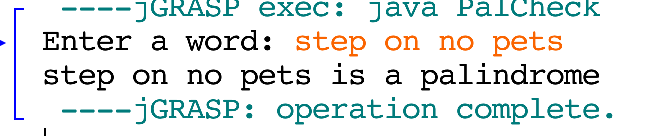 ----jGRASP exec: java PalCheck
Enter a word: step on no pets
step on no pets is a palindrome
----jGRASP: operation complete.